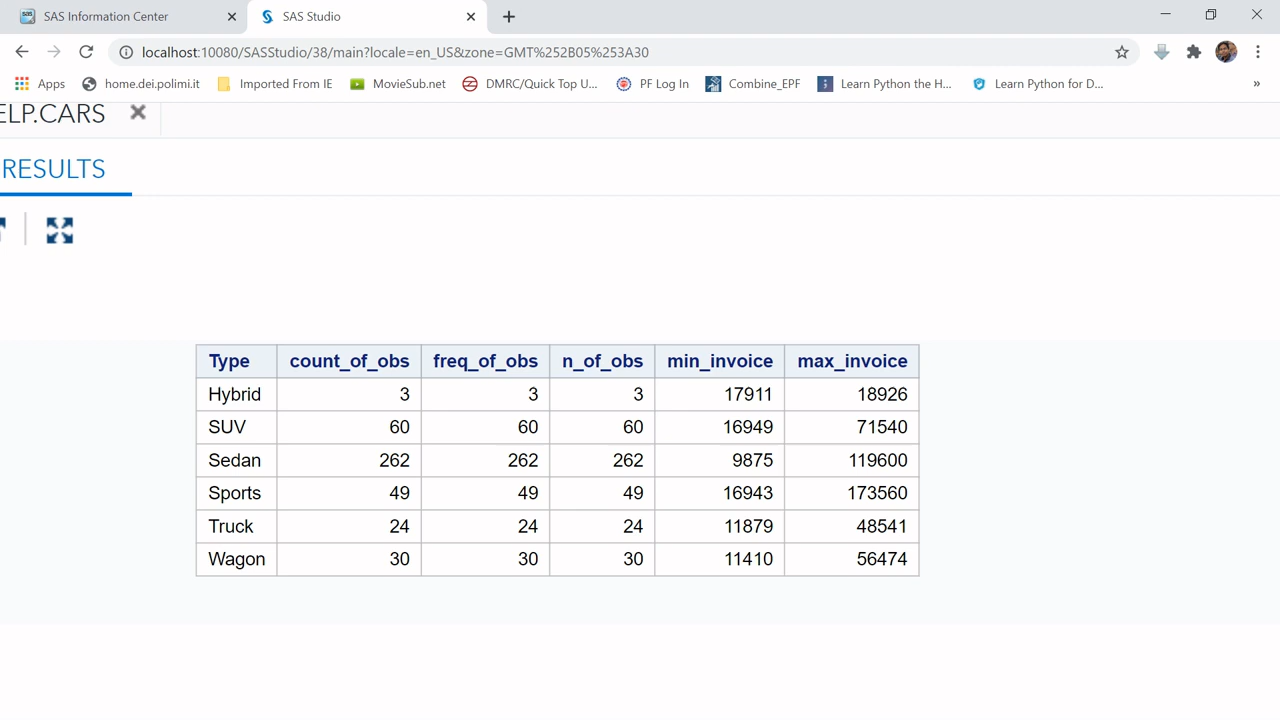 SAS Information Center
SAS Studio
localhost:10080/SASStudio/38/main?locale=en_US&zone=GMT%252B05%253A30
Apps home.dei.polimi.it Imported From IE MovieSub.net DMRC/Quick Top U... PF Log In Combine_EPF Learn Python the H... Learn Python for D... »
ELP.CARS
RESULTS
Type count_of_obs freq_of_obs n_of_obs min_invoice max_invoice
Hybrid 3 3 3 17911 18926
SUV 60 60 60 16949 71540
Sedan 262 262 262 9875 119600
Sports 49 49 49 16943 173560
Truck 24 24 24 11879 48541
Wagon 30 30 30 11410 56474